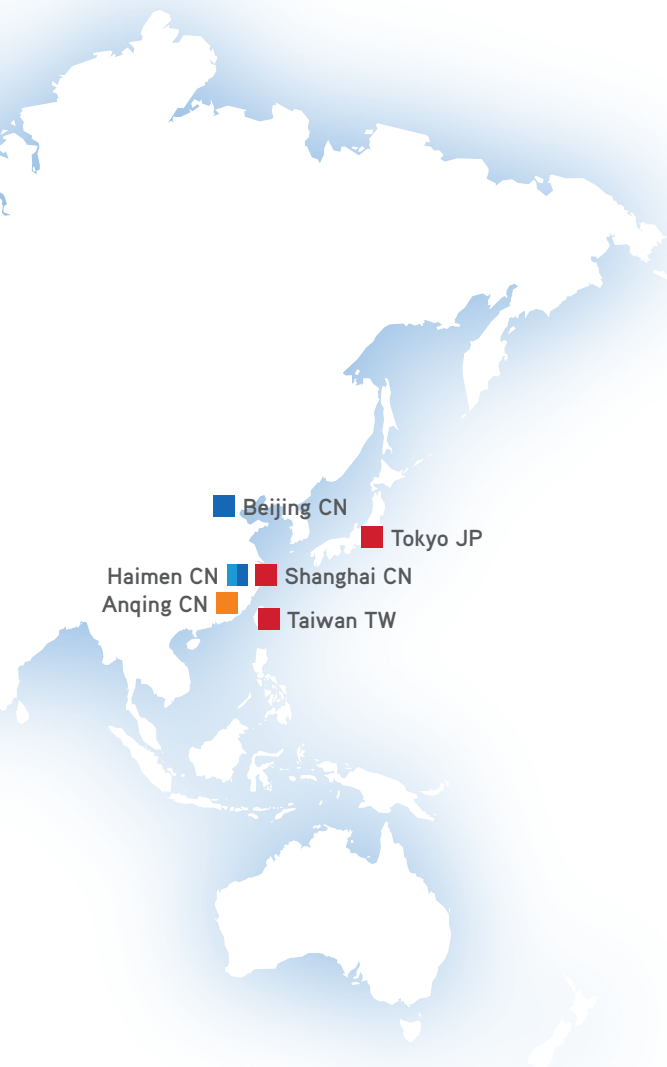 Beijing CN
Tokyo JP
Haimen CN
Shanghai CN
Anqing CN
Taiwan TW